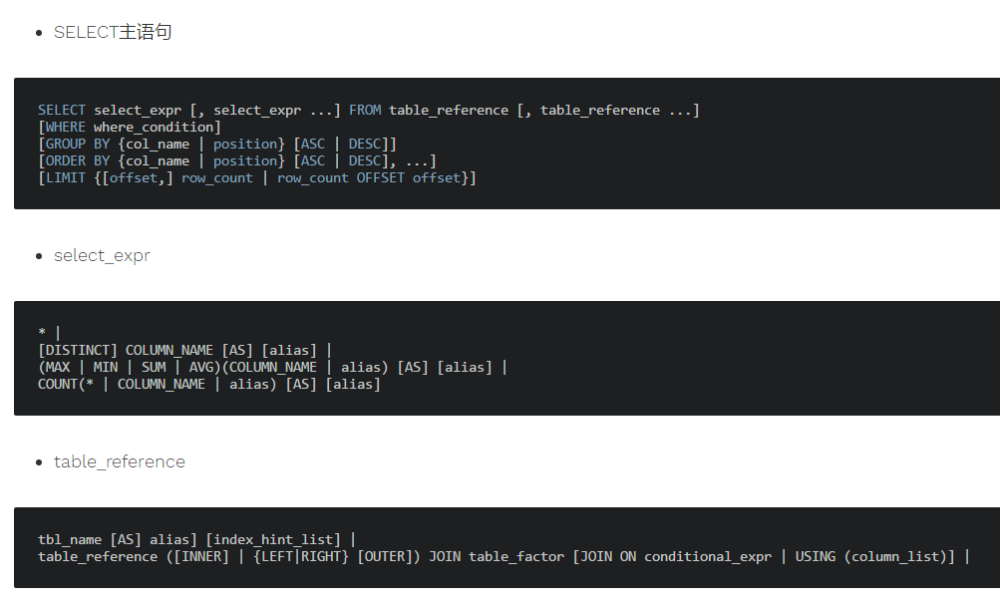 SELECT主语句
SELECT select_expr [, select_expr ...] FROM table_reference [, table_reference ...]
[WHERE where_condition]
[GROUP BY {col_name | position} [ASC | DESC]]
[ORDER BY {col_name | position} [ASC | DESC], ...]
[LIMIT {[offset,] row_count | row_count OFFSET offset}]
select_expr
* |
[DISTINCT] COLUMN_NAME [AS] [alias] |
(MAX | MIN | SUM | AVG)(COLUMN_NAME | alias) [AS] [alias] |
COUNT(* | COLUMN_NAME | alias) [AS] [alias]
table_reference
tbl_name [AS] alias] [index_hint_list] |
table_reference ([INNER] | {LEFT|RIGHT} [OUTER]) JOIN table_factor [JOIN ON conditional_expr | USING (column_list)] |